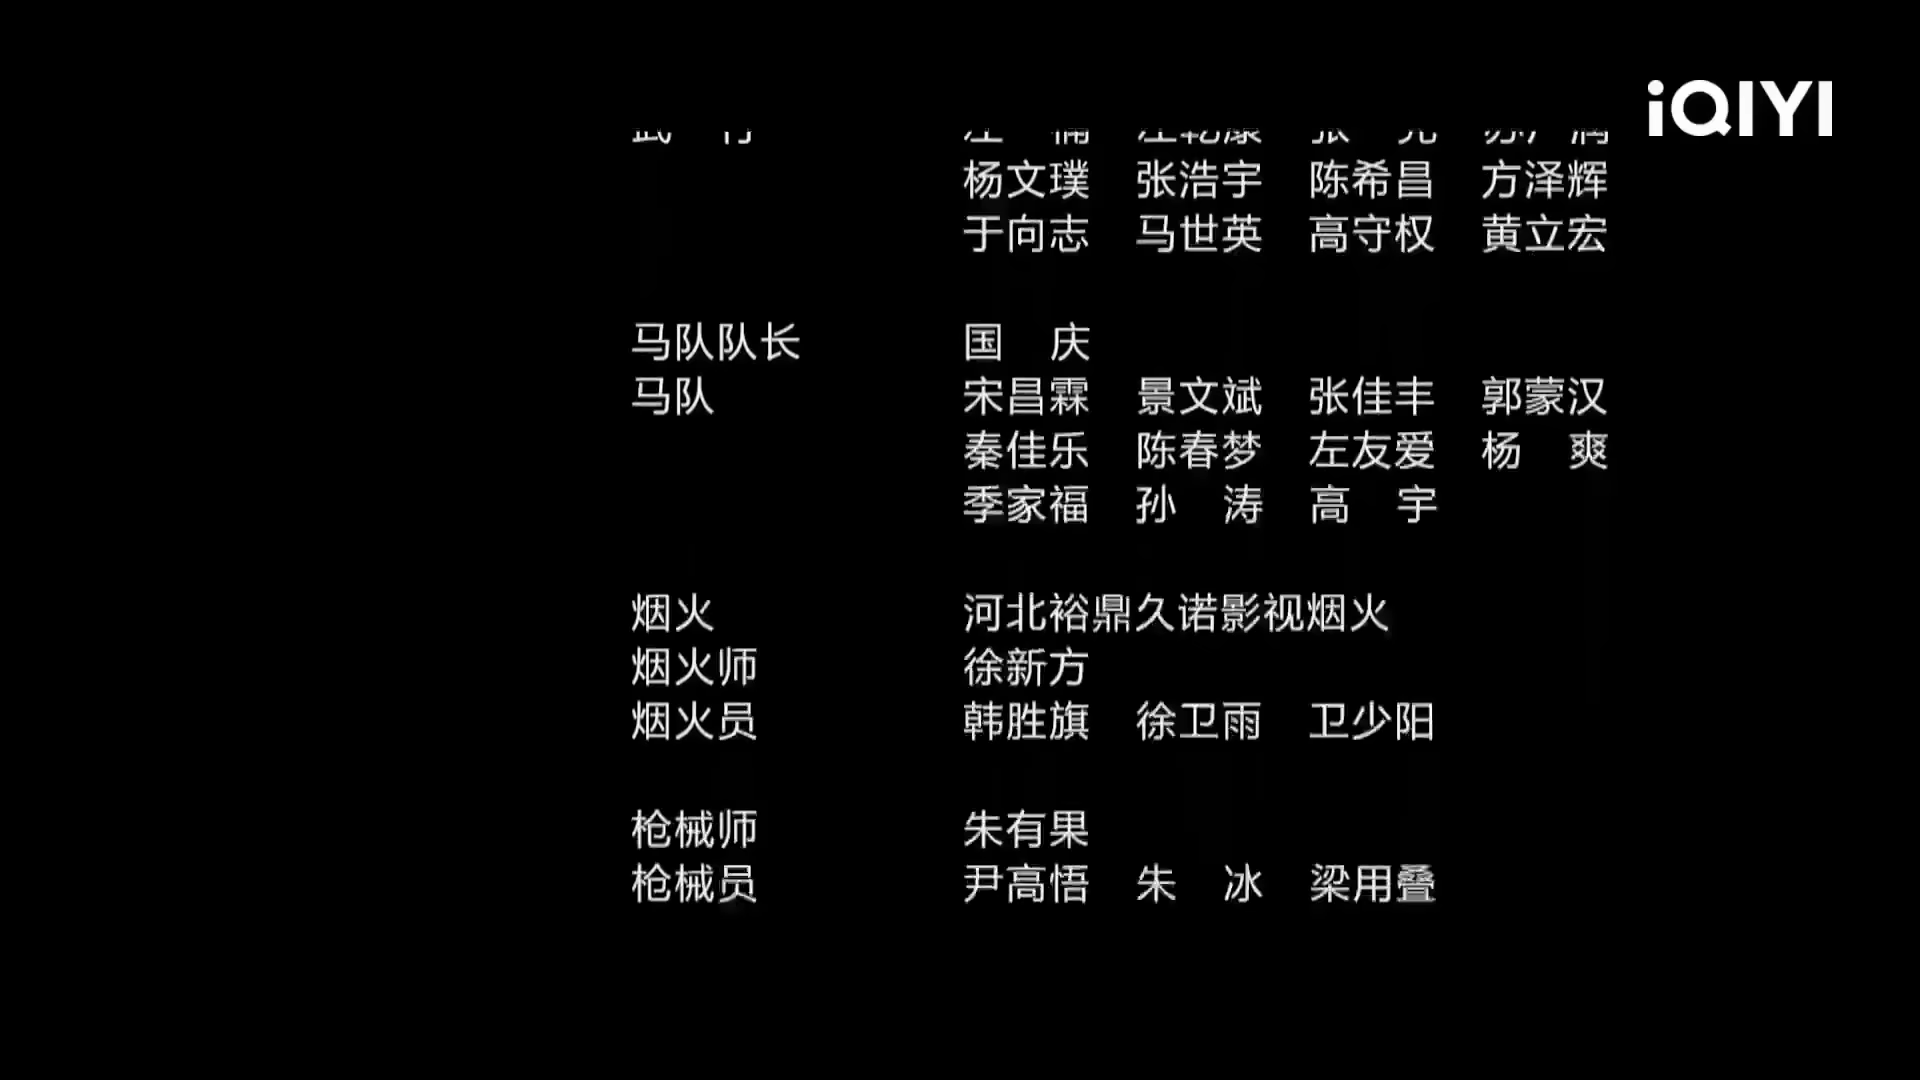 iQIYI
杨文璞 张浩宇 陈希昌 方泽辉
于向志 马世英 高守权 黄立宏
马队队长 国 庆
马队 宋昌霖 景文斌 张佳丰 郭蒙汉
秦佳乐 陈春梦 左友爱 杨 爽
季家福 孙 涛 高 宇
烟火 河北裕鼎久诺影视烟火
烟火师 徐新方
烟火员 韩胜旗 徐卫雨 卫少阳
枪械师 朱有果
枪械员 尹高悟 朱 冰 梁用叠